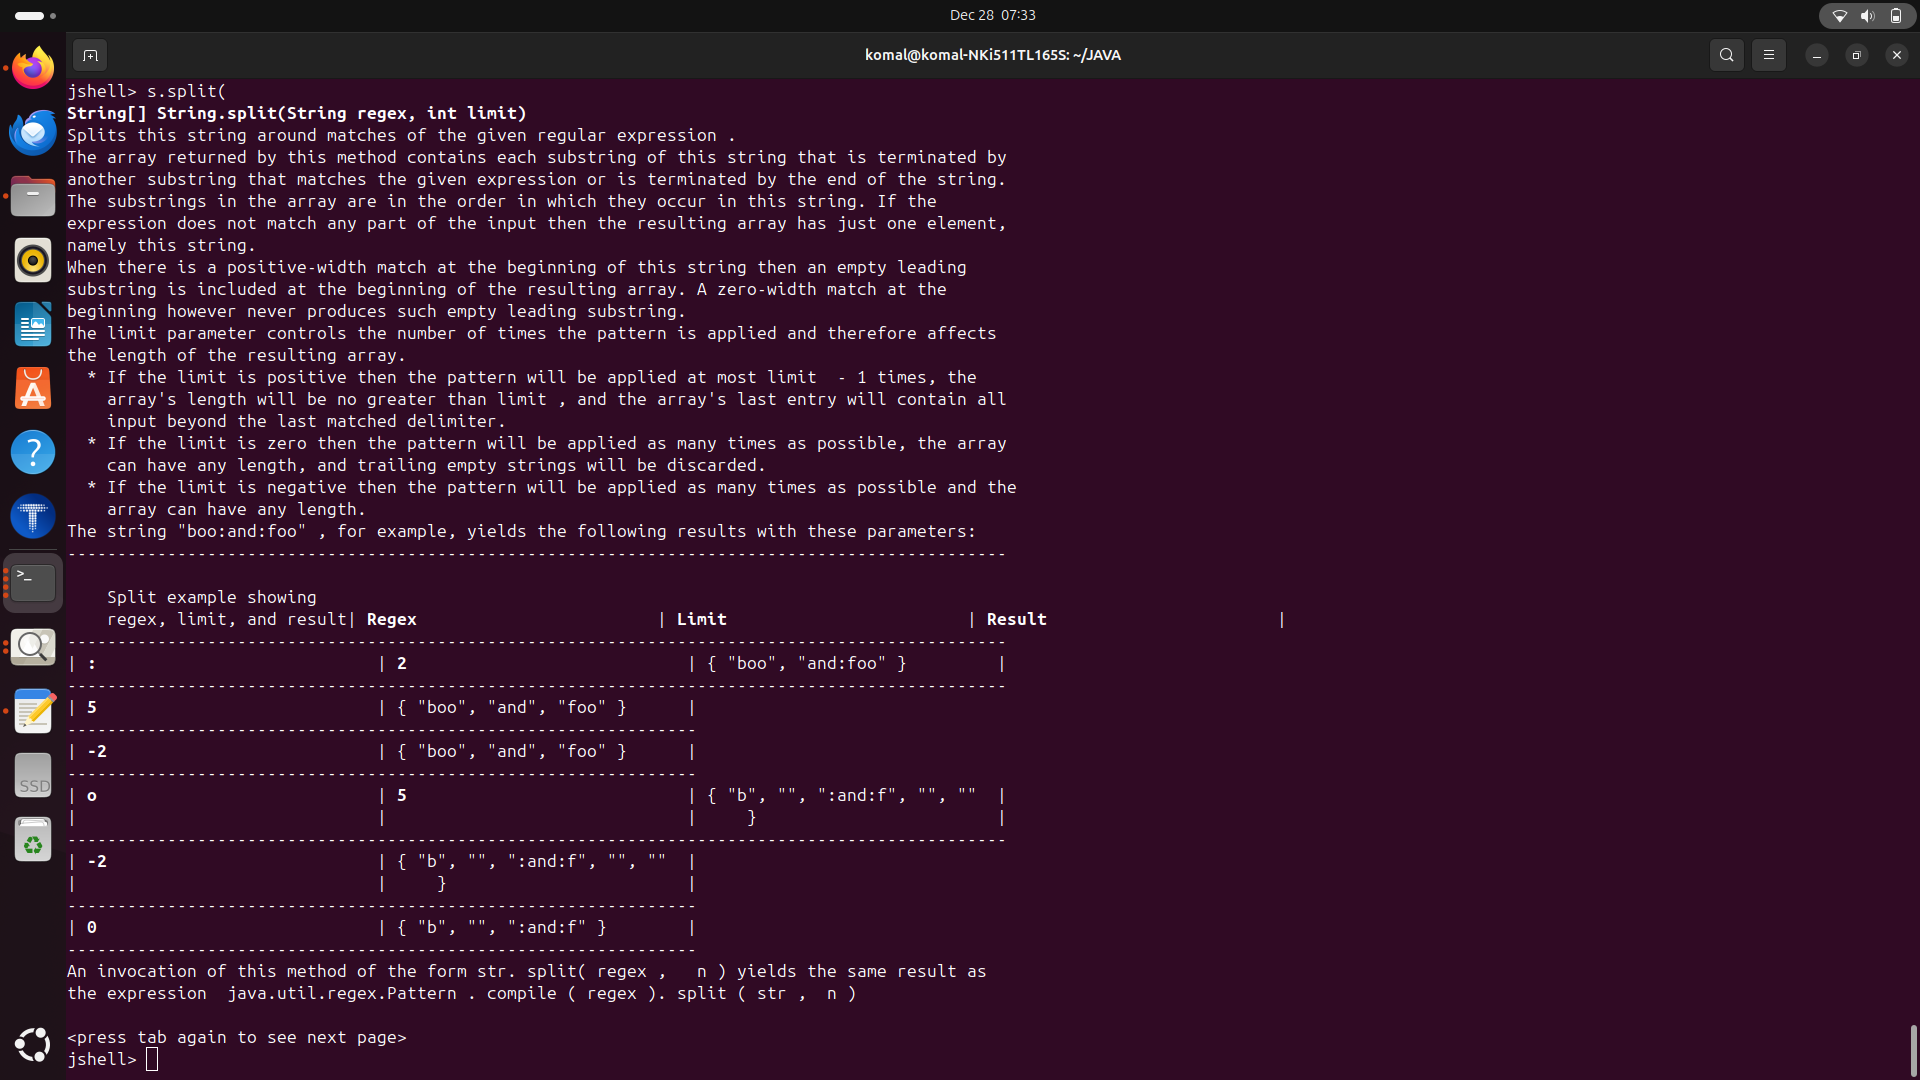 Dec 28 07:33
komal@komal-NKi511TL165S: ~/JAVA
jshell> s.split(
String[] String.split(String regex, int limit)
Splits this string around matches of the given regular expression .
The array returned by this method contains each substring of this string that is terminated by
another substring that matches the given expression or is terminated by the end of the string.
The substrings in the array are in the order in which they occur in this string. If the
expression does not match any part of the input then the resulting array has just one element,
namely this string.
When there is a positive-width match at the beginning of this string then an empty leading
substring is included at the beginning of the resulting array. A zero-width match at the
beginning however never produces such empty leading substring.
The limit parameter controls the number of times the pattern is applied and therefore affects
the length of the resulting array.
  * If the limit is positive then the pattern will be applied at most limit  - 1 times, the
    array's length will be no greater than limit , and the array's last entry will contain all
    input beyond the last matched delimiter.
  * If the limit is zero then the pattern will be applied as many times as possible, the array
    can have any length, and trailing empty strings will be discarded.
  * If the limit is negative then the pattern will be applied as many times as possible and the
    array can have any length.
The string "boo:and:foo" , for example, yields the following results with these parameters:
----------------------------------------------------------------------------------------------
    Split example showing
    regex, limit, and result| Regex                        | Limit                        | Result                       |
----------------------------------------------------------------------------------------------
| :                            | 2                            | { "boo", "and:foo" }         |
----------------------------------------------------------------------------------------------
| 5                            | { "boo", "and", "foo" }      |
---------------------------------------------------------------
| -2                           | { "boo", "and", "foo" }      |
---------------------------------------------------------------
| o                            | 5                            | { "b", "", ":and:f", "", ""  |
|                              |                              |     }                        |
----------------------------------------------------------------------------------------------
| -2                           | { "b", "", ":and:f", "", ""  |
|                              |     }                        |
---------------------------------------------------------------
| 0                            | { "b", "", ":and:f" }        |
---------------------------------------------------------------
An invocation of this method of the form str. split( regex ,   n ) yields the same result as
the expression  java.util.regex.Pattern . compile ( regex ). split ( str ,  n )
<press tab again to see next page>
jshell>
SSD